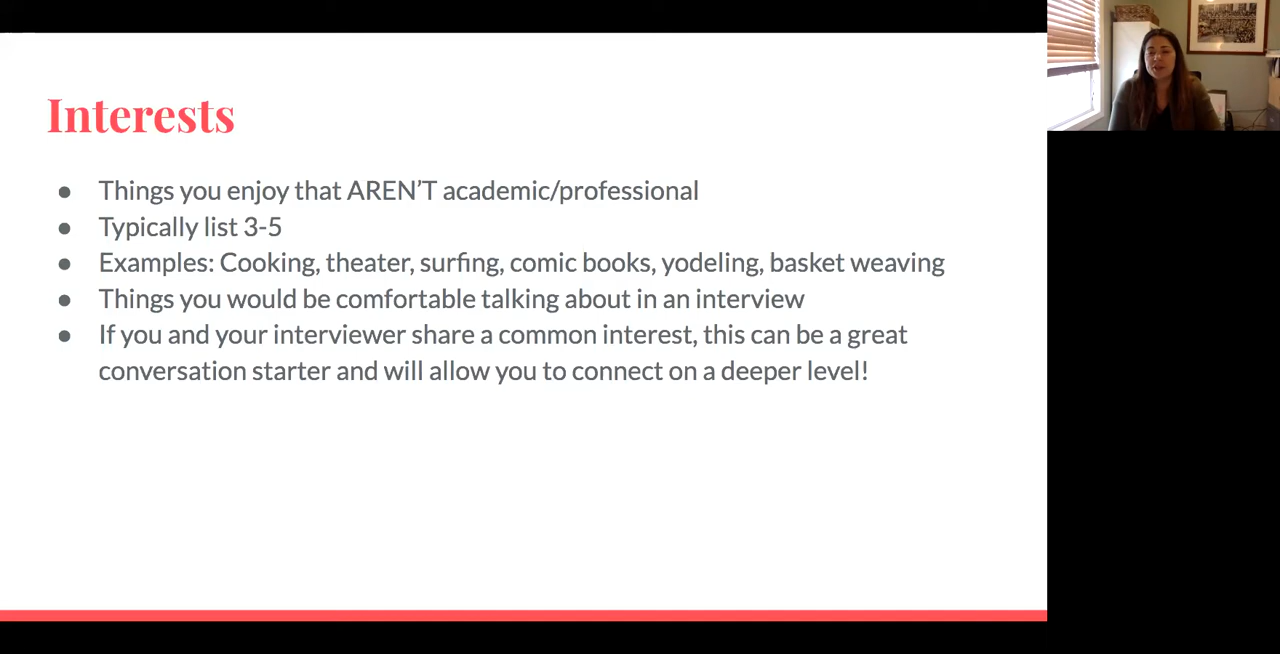 Interests
● Things you enjoy that AREN’T academic/professional
● Typically list 3-5
● Examples: Cooking, theater, surfing, comic books, yodeling, basket weaving
● Things you would be comfortable talking about in an interview
● If you and your interviewer share a common interest, this can be a great
conversation starter and will allow you to connect on a deeper level!